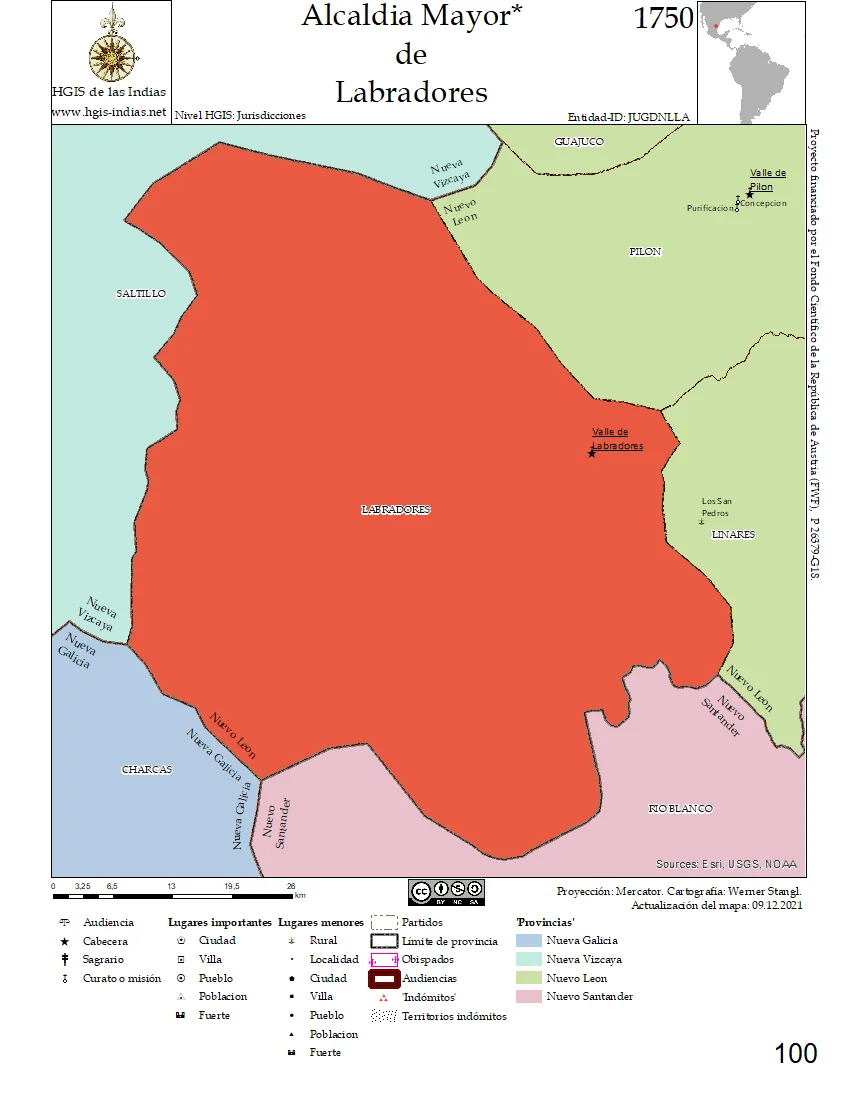 Alcaldia Mayor*
de
Labradores
1750
HGIS de las Indias
www.hgis-indias.net
Nivel HGIS: Jurisdicciones
Entidad-ID: JUGDNLLA
GUAJUCO
Nueva
Vizcaya
Nuevo
Leon
Valle de
Pilon
Purificacion
Concepcion
PILON
SALTILLO
Valle de
Labradores
LABRADORES
Los San
Pedros
LINARES
Nueva
Vizcaya
Nueva
Galicia
Nuevo Leon
Nueva Galicia
Nuevo Leon
Nuevo
Santander
CHARCAS
Nueva Galicia
Nuevo
Santander
RIO BLANCO
Sources: Esri, USGS, NOAA
Proyecto financiado por el Fondo Científico de la República de Austria (FWF), P 26379-G18.
0 3,25 6,5 13 19,5 26
km
CC BY NC SA
Proyección: Mercator. Cartografía: Werner Stangl.
Actualización del mapa: 09.12.2021
Audiencia
Cabecera
Sagrario
Curato o misión
Lugares importantes
Ciudad
Villa
Pueblo
Poblacion
Fuerte
Lugares menores
Rural
Localidad
Ciudad
Villa
Pueblo
Poblacion
Fuerte
Partidos
Límite de provincia
Obispados
Audiencias
'Indómitos'
Territorios indómitos
'Provincias'
Nueva Galicia
Nueva Vizcaya
Nuevo Leon
Nuevo Santander
100